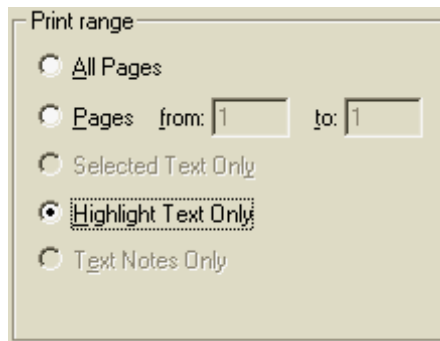 Print range
All Pages
Pages from: 1 to: 1
Selected Text Only
Highlight Text Only
Text Notes Only